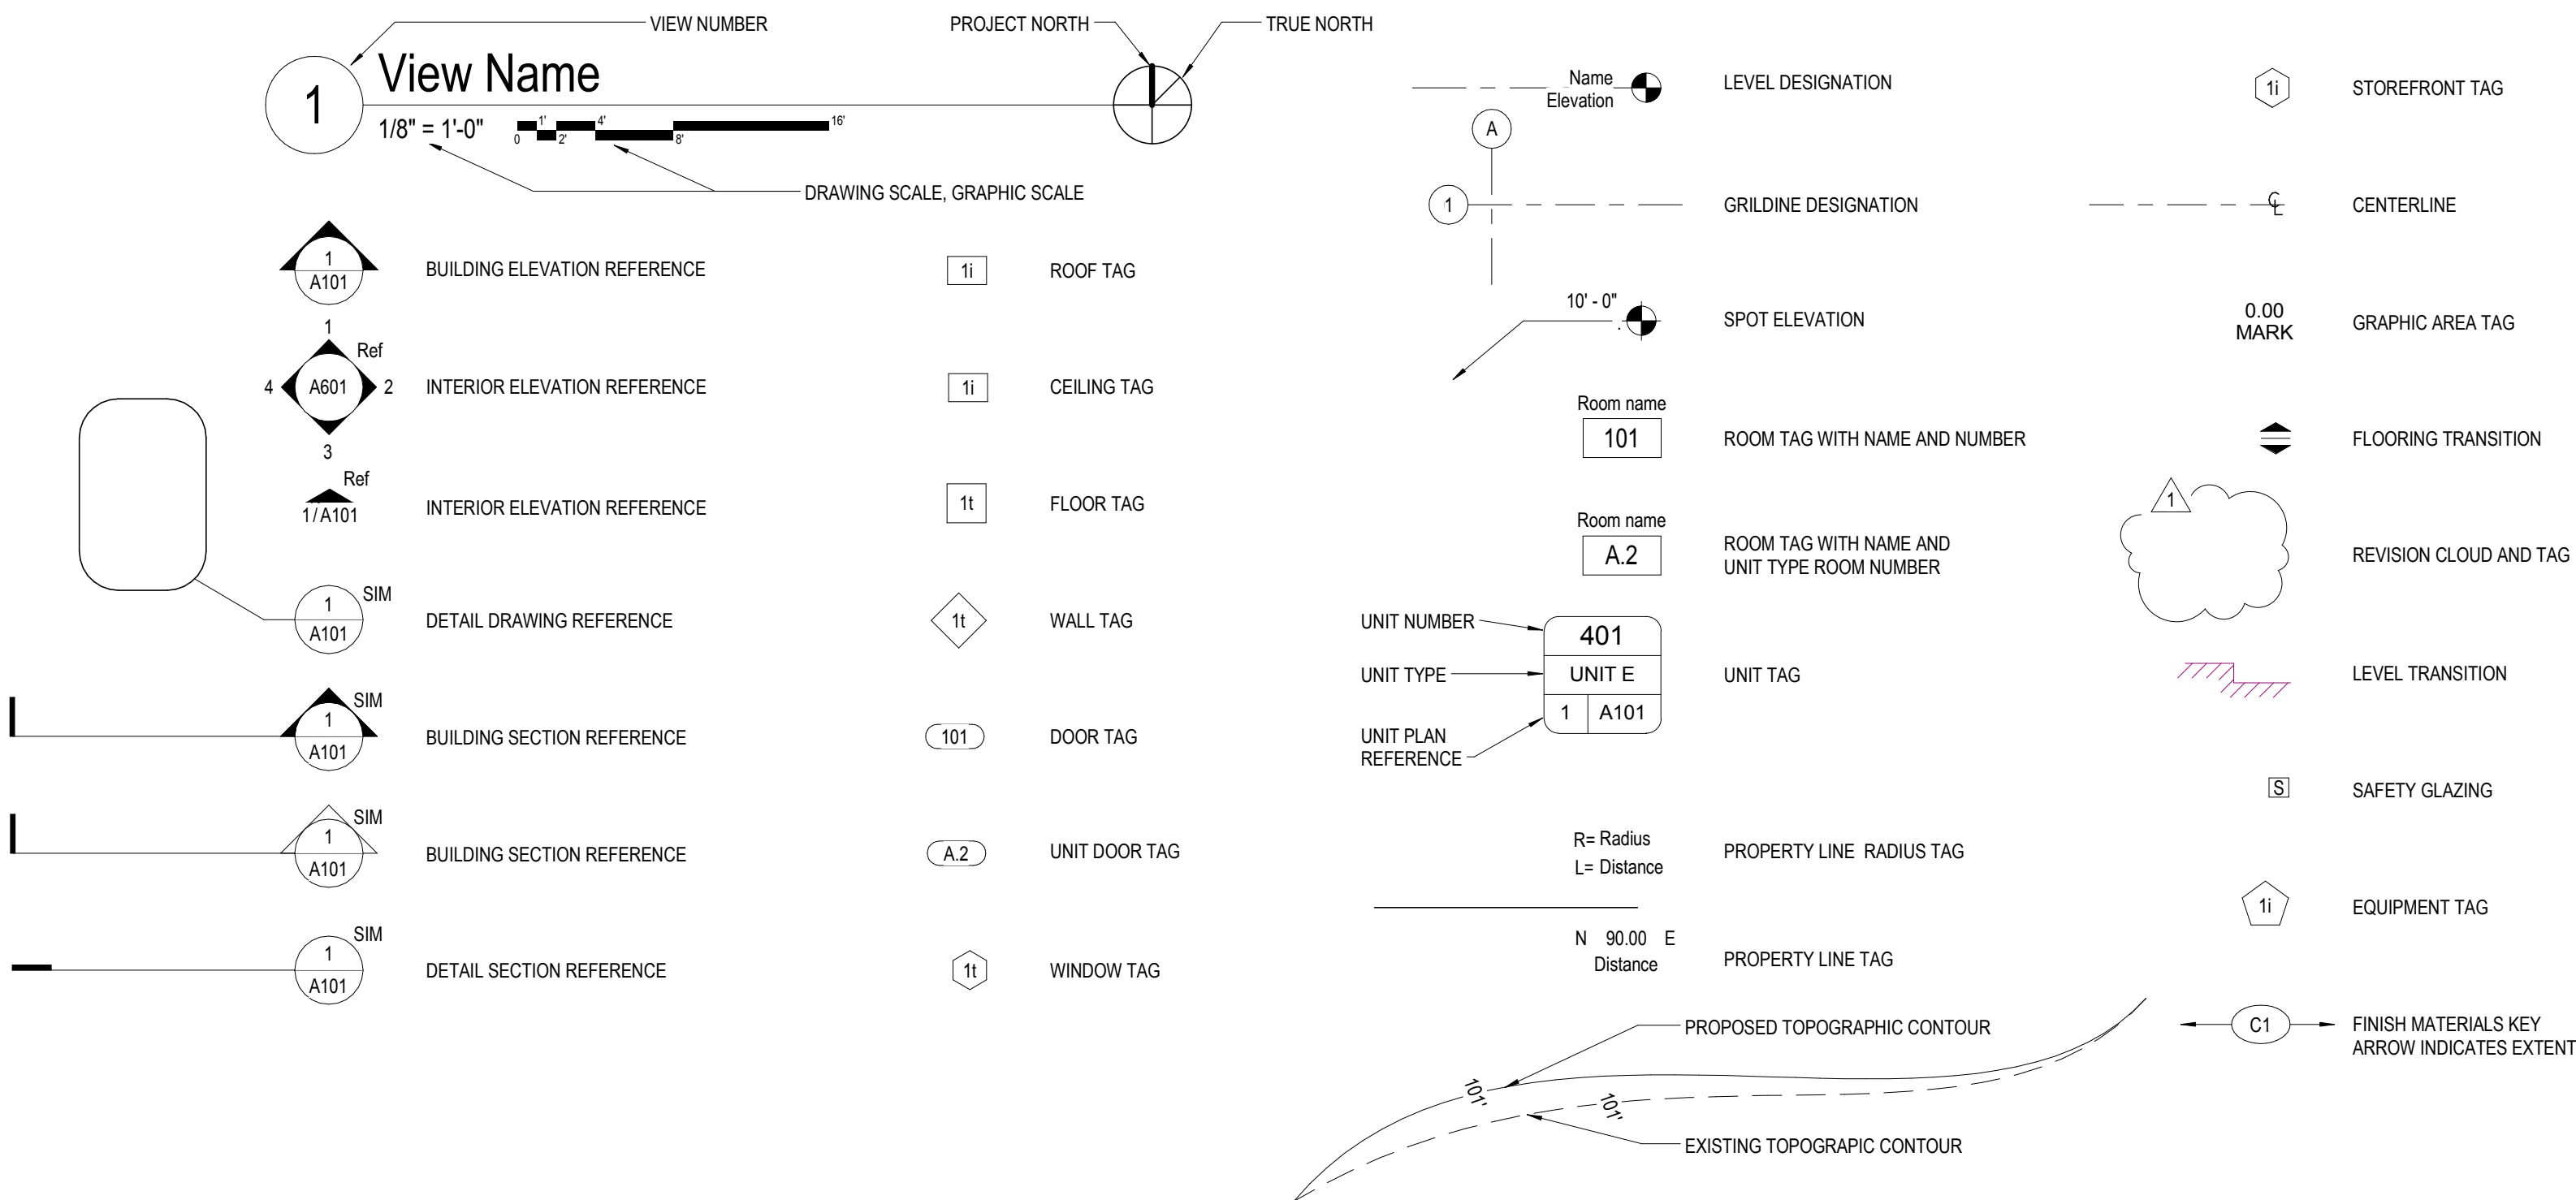 VIEW NUMBER
PROJECT NORTH
TRUE NORTH
1
View Name
1/8" = 1'-0"
0
1'
2'
4'
8'
16'
DRAWING SCALE, GRAPHIC SCALE
1
A101
BUILDING ELEVATION REFERENCE
1
Ref
4
A601
2
3
INTERIOR ELEVATION REFERENCE
Ref
1 / A101
INTERIOR ELEVATION REFERENCE
1
SIM
A101
DETAIL DRAWING REFERENCE
1
SIM
A101
BUILDING SECTION REFERENCE
1
SIM
A101
BUILDING SECTION REFERENCE
1
SIM
A101
DETAIL SECTION REFERENCE
1i
ROOF TAG
1i
CEILING TAG
1t
FLOOR TAG
1t
WALL TAG
101
DOOR TAG
A.2
UNIT DOOR TAG
1t
WINDOW TAG
Name
Elevation
LEVEL DESIGNATION
A
1
GRILDINE DESIGNATION
10' - 0"
.
SPOT ELEVATION
Room name
101
ROOM TAG WITH NAME AND NUMBER
Room name
A.2
ROOM TAG WITH NAME AND
UNIT TYPE ROOM NUMBER
UNIT NUMBER
UNIT TYPE
UNIT PLAN
REFERENCE
401
UNIT E
1 A101
UNIT TAG
R= Radius
L= Distance
PROPERTY LINE RADIUS TAG
N 90.00 E
Distance
PROPERTY LINE TAG
PROPOSED TOPOGRAPHIC CONTOUR
101'
101'
EXISTING TOPOGRAPIC CONTOUR
1i
STOREFRONT TAG
CL
CENTERLINE
0.00
MARK
GRAPHIC AREA TAG
FLOORING TRANSITION
1
REVISION CLOUD AND TAG
LEVEL TRANSITION
S
SAFETY GLAZING
1i
EQUIPMENT TAG
C1
FINISH MATERIALS KEY
ARROW INDICATES EXTENT